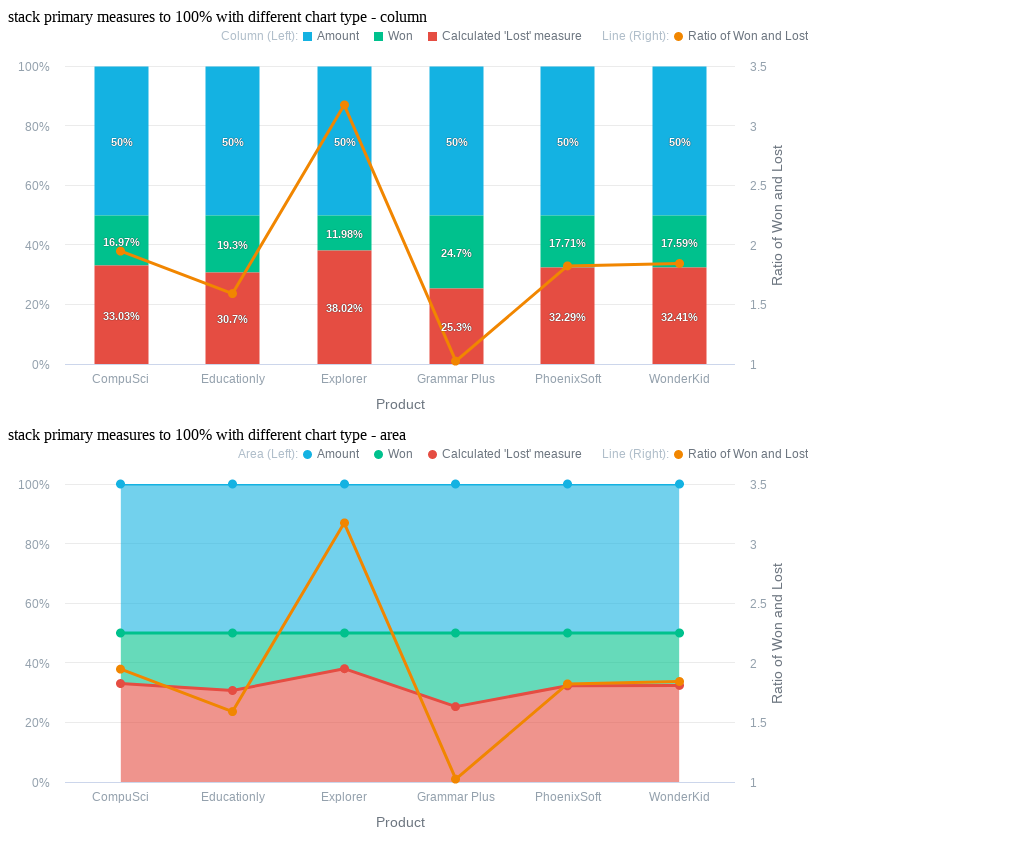 stack primary measures to 100% with different chart type - column
Column (Left): Amount Won Calculated 'Lost' measure Line (Right): Ratio of Won and Lost
100% 3.5
80% 3
60% 2.5
40% 2
20% 1.5
0% 1
50% 50% 50% 50% 50% 50%
16.97% 19.3% 11.98% 24.7% 17.71% 17.59%
33.03% 30.7% 38.02% 25.3% 32.29% 32.41%
Ratio of Won and Lost
CompuSci Educationly Explorer Grammar Plus PhoenixSoft WonderKid
Product
stack primary measures to 100% with different chart type - area
Area (Left): Amount Won Calculated 'Lost' measure Line (Right): Ratio of Won and Lost
100% 3.5
80% 3
60% 2.5
40% 2
20% 1.5
0% 1
Ratio of Won and Lost
CompuSci Educationly Explorer Grammar Plus PhoenixSoft WonderKid
Product